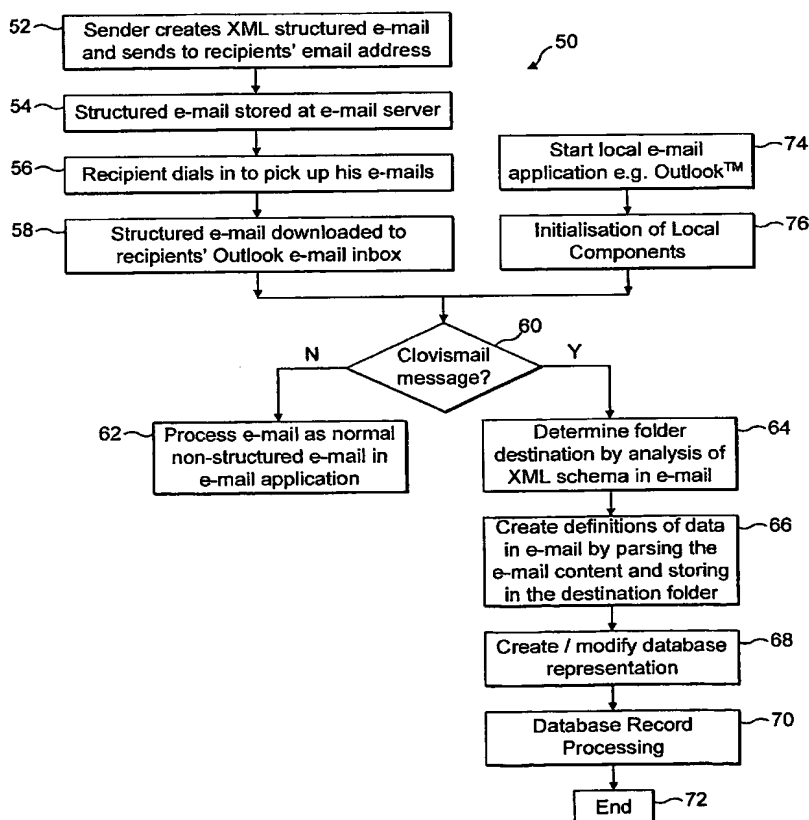 52
Sender creates XML structured e-mail
and sends to recipients' email address
50
54
Structured e-mail stored at e-mail server
74
Start local e-mail
application e.g. Outlook™
56
Recipient dials in to pick up his e-mails
58
Structured e-mail downloaded to
recipients' Outlook e-mail inbox
76
Initialisation of Local
Components
60
N
Clovismail
message?
Y
62
Process e-mail as normal
non-structured e-mail in
e-mail application
64
Determine folder
destination by analysis of
XML schema in e-mail
66
Create definitions of data
in e-mail by parsing the
e-mail content and storing
in the destination folder
68
Create / modify database
representation
70
Database Record
Processing
72
End